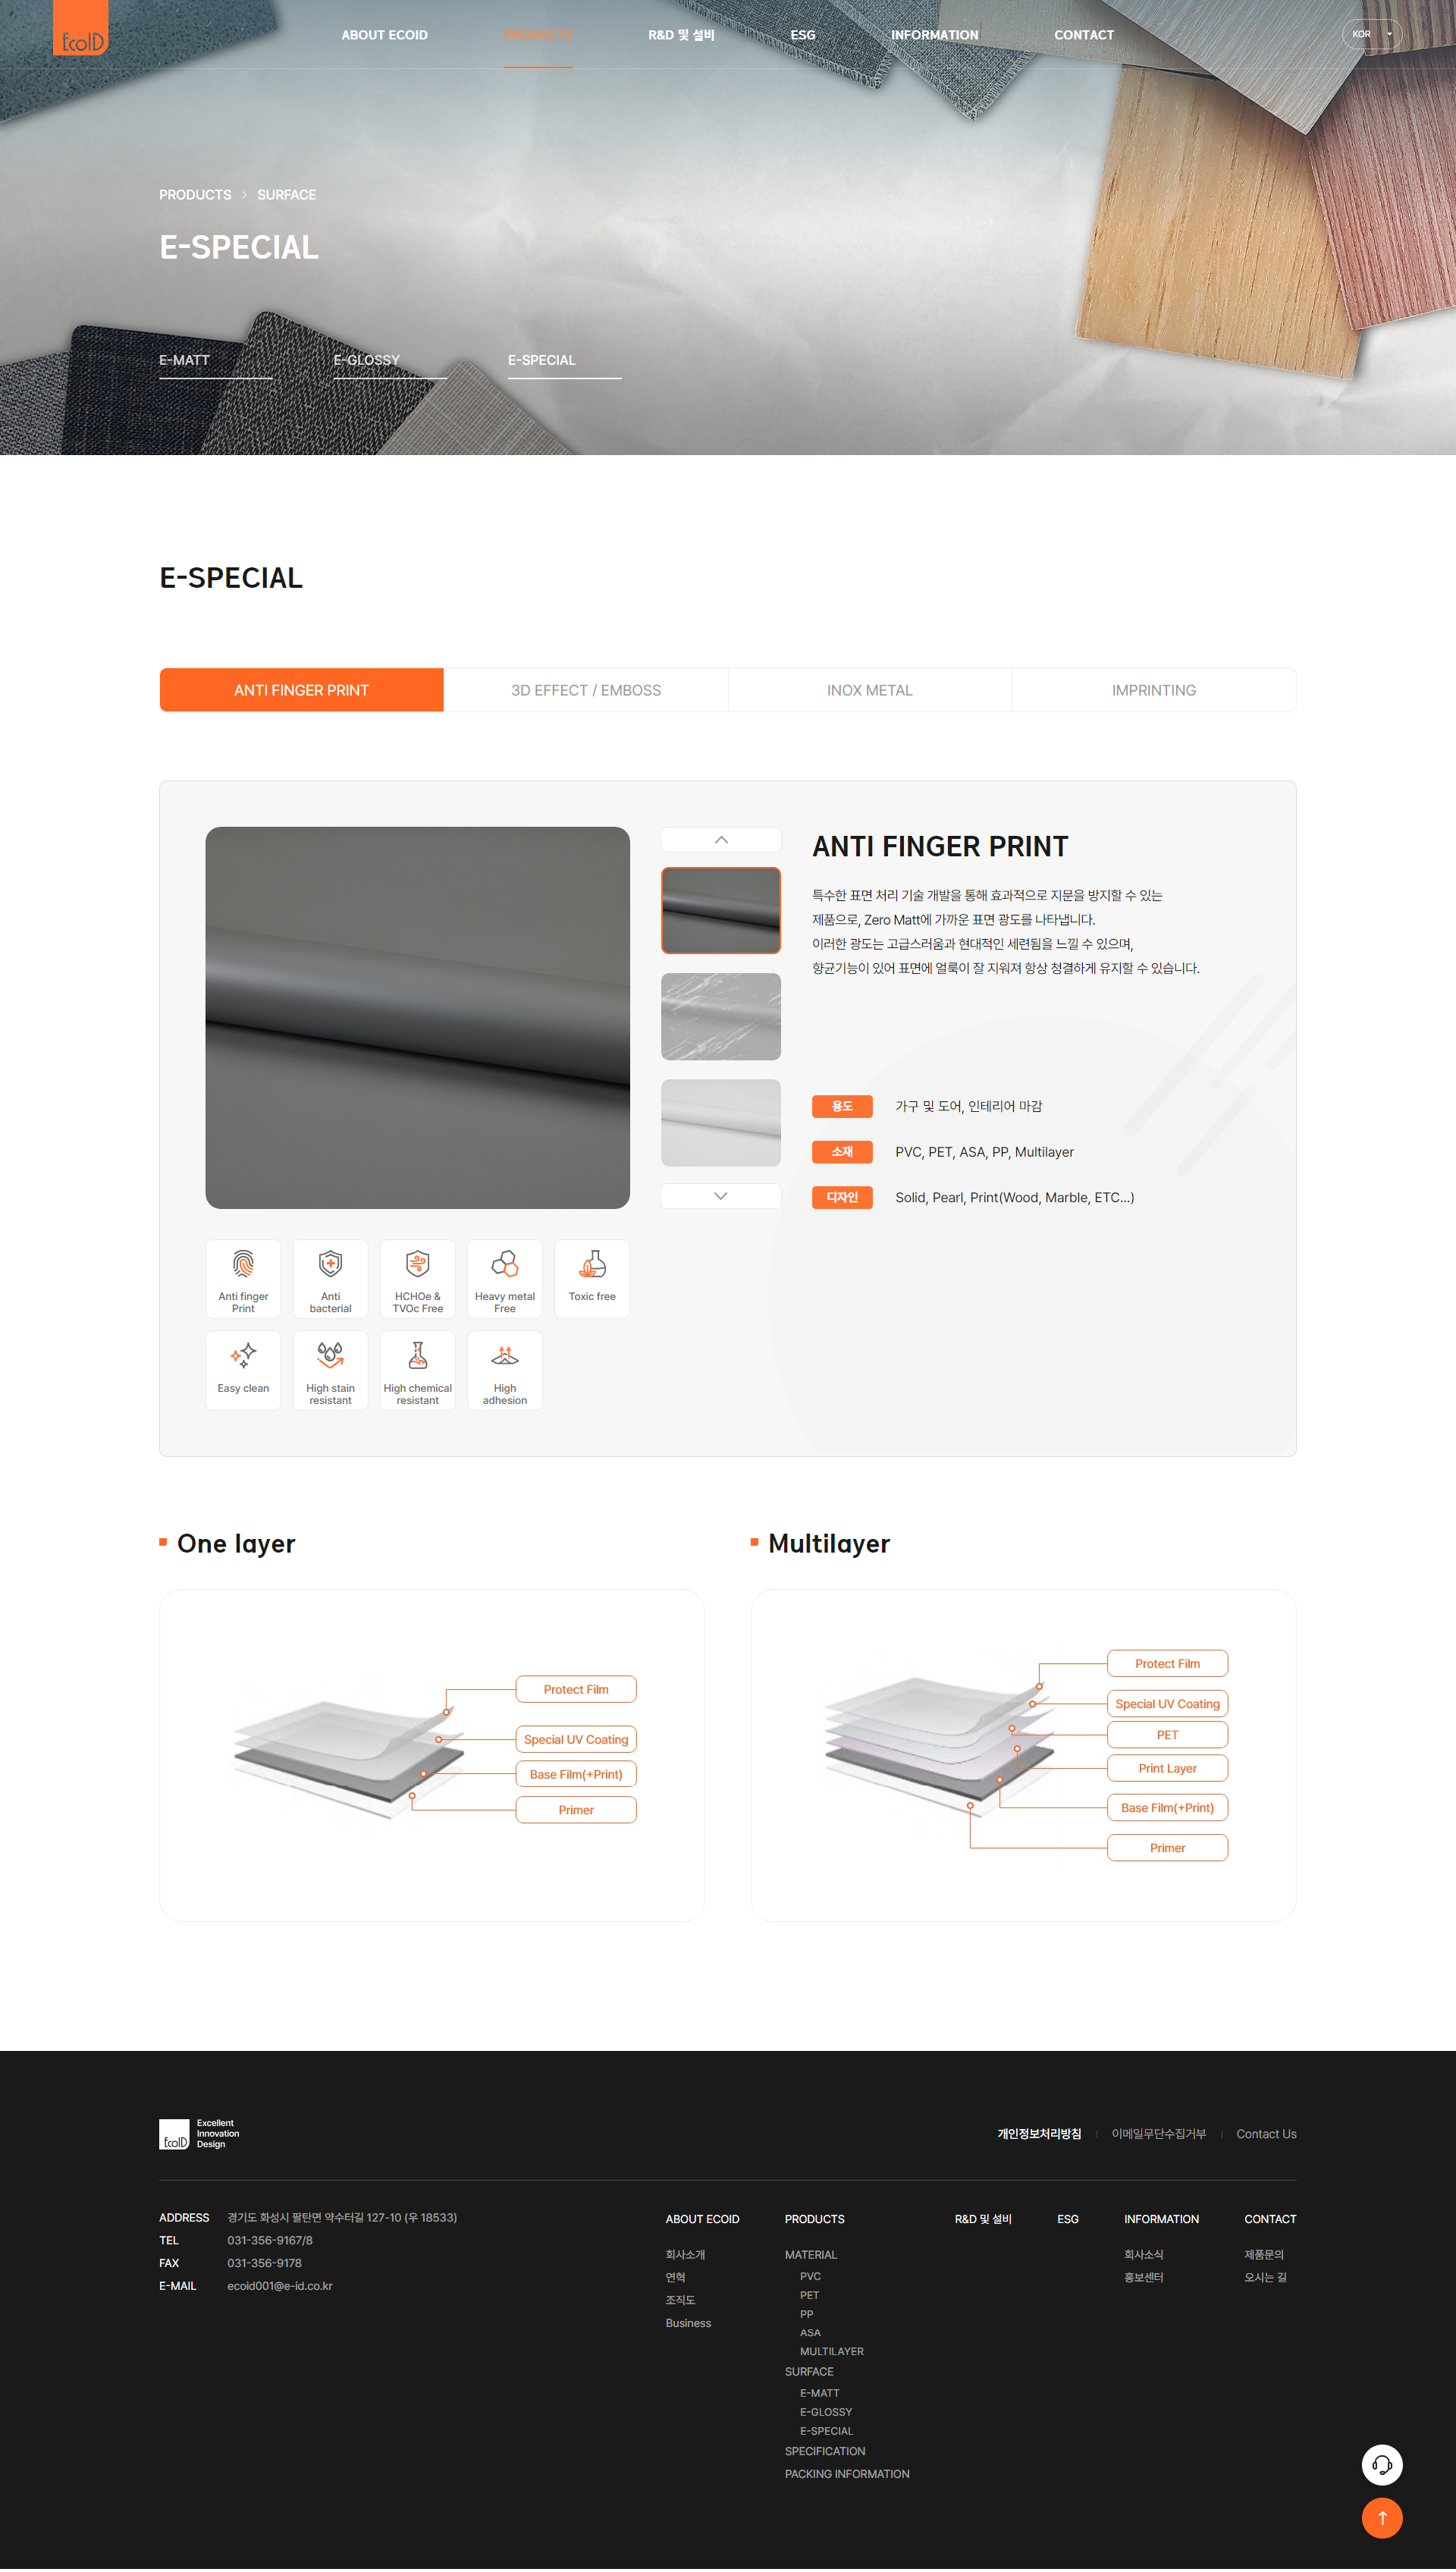 EcoID
ABOUT ECOID
PRODUCTS
R&D 및 설비
ESG
INFORMATION
CONTACT
KOR
PRODUCTS
SURFACE
E-SPECIAL
E-MATT
E-GLOSSY
E-SPECIAL
E-SPECIAL
ANTI FINGER PRINT
3D EFFECT / EMBOSS
INOX METAL
IMPRINTING
ANTI FINGER PRINT
특수한 표면 처리 기술 개발을 통해 효과적으로 지문을 방지할 수 있는
제품으로, Zero Matt에 가까운 표면 광도를 나타냅니다.
이러한 광도는 고급스러움과 현대적인 세련됨을 느낄 수 있으며,
향균기능이 있어 표면에 얼룩이 잘 지워져 항상 청결하게 유지할 수 있습니다.
용도
가구 및 도어, 인테리어 마감
소재
PVC, PET, ASA, PP, Multilayer
디자인
Solid, Pearl, Print(Wood, Marble, ETC...)
Anti finger
Print
Anti
bacterial
HCHOe &
TVOc Free
Heavy metal
Free
Toxic free
Easy clean
High stain
resistant
High chemical
resistant
High
adhesion
One layer
Protect Film
Special UV Coating
Base Film(+Print)
Primer
Multilayer
Protect Film
Special UV Coating
PET
Print Layer
Base Film(+Print)
Primer
EcoID
Excellent
Innovation
Design
개인정보처리방침
이메일무단수집거부
Contact Us
ADDRESS
경기도 화성시 팔탄면 약수터길 127-10 (우 18533)
TEL
031-356-9167/8
FAX
031-356-9178
E-MAIL
ecoid001@e-id.co.kr
ABOUT ECOID
회사소개
연혁
조직도
Business
PRODUCTS
MATERIAL
PVC
PET
PP
ASA
MULTILAYER
SURFACE
E-MATT
E-GLOSSY
E-SPECIAL
SPECIFICATION
PACKING INFORMATION
R&D 및 설비
ESG
INFORMATION
회사소식
홍보센터
CONTACT
제품문의
오시는 길